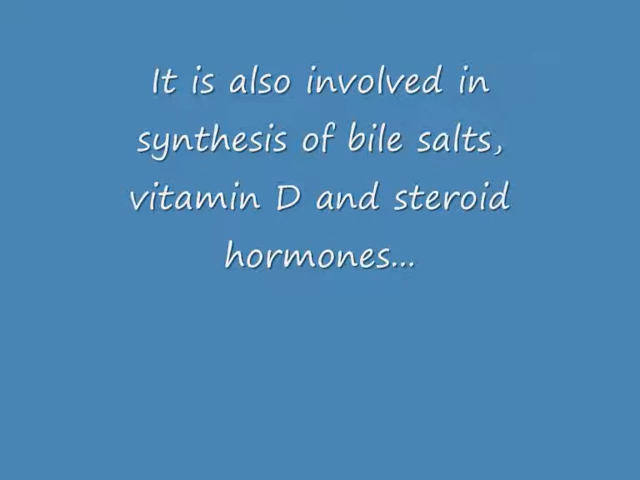 It is also involved in
synthesis of bile salts,
vitamin D and steroid
hormones...